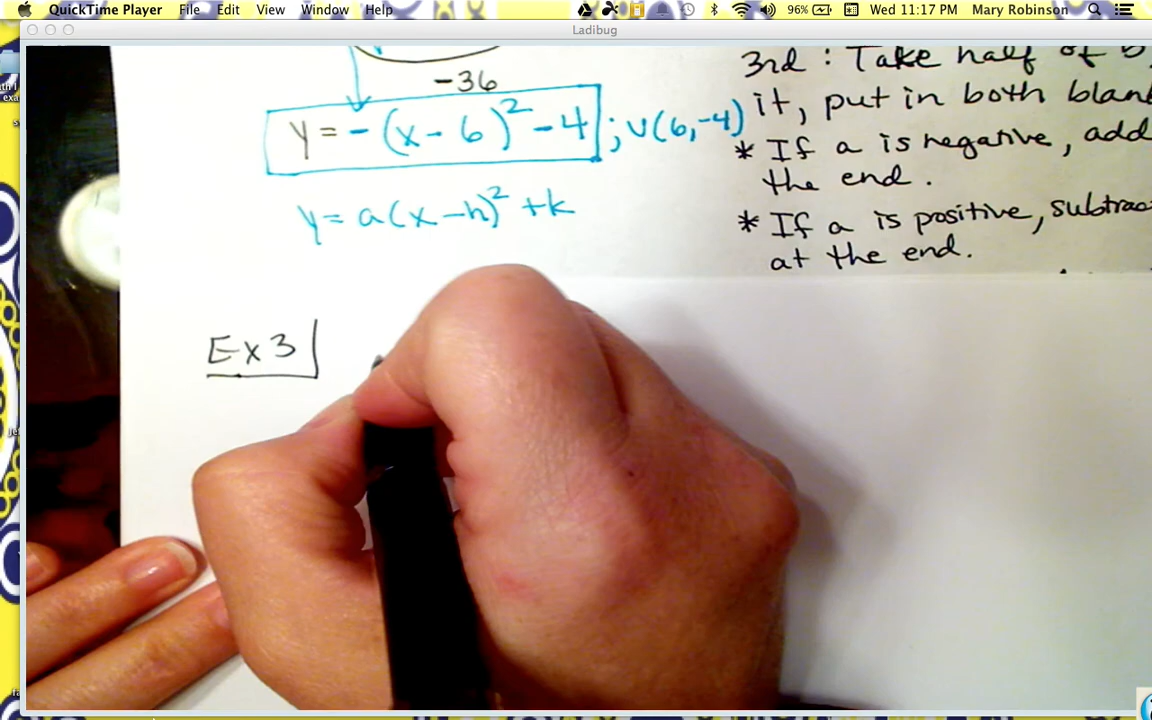 QuickTime Player File Edit View Window Help 96% Wed 11:17 PM Mary Robinson
Ladibug
-36
y = -(x - 6)² - 4 ; V(6,-4)
y = a(x - h)² + k
3rd : Take half of b,
it, put in both blan
* If a is negative, add
the end.
* If a is positive, subtrac
at the end.
Ex 3